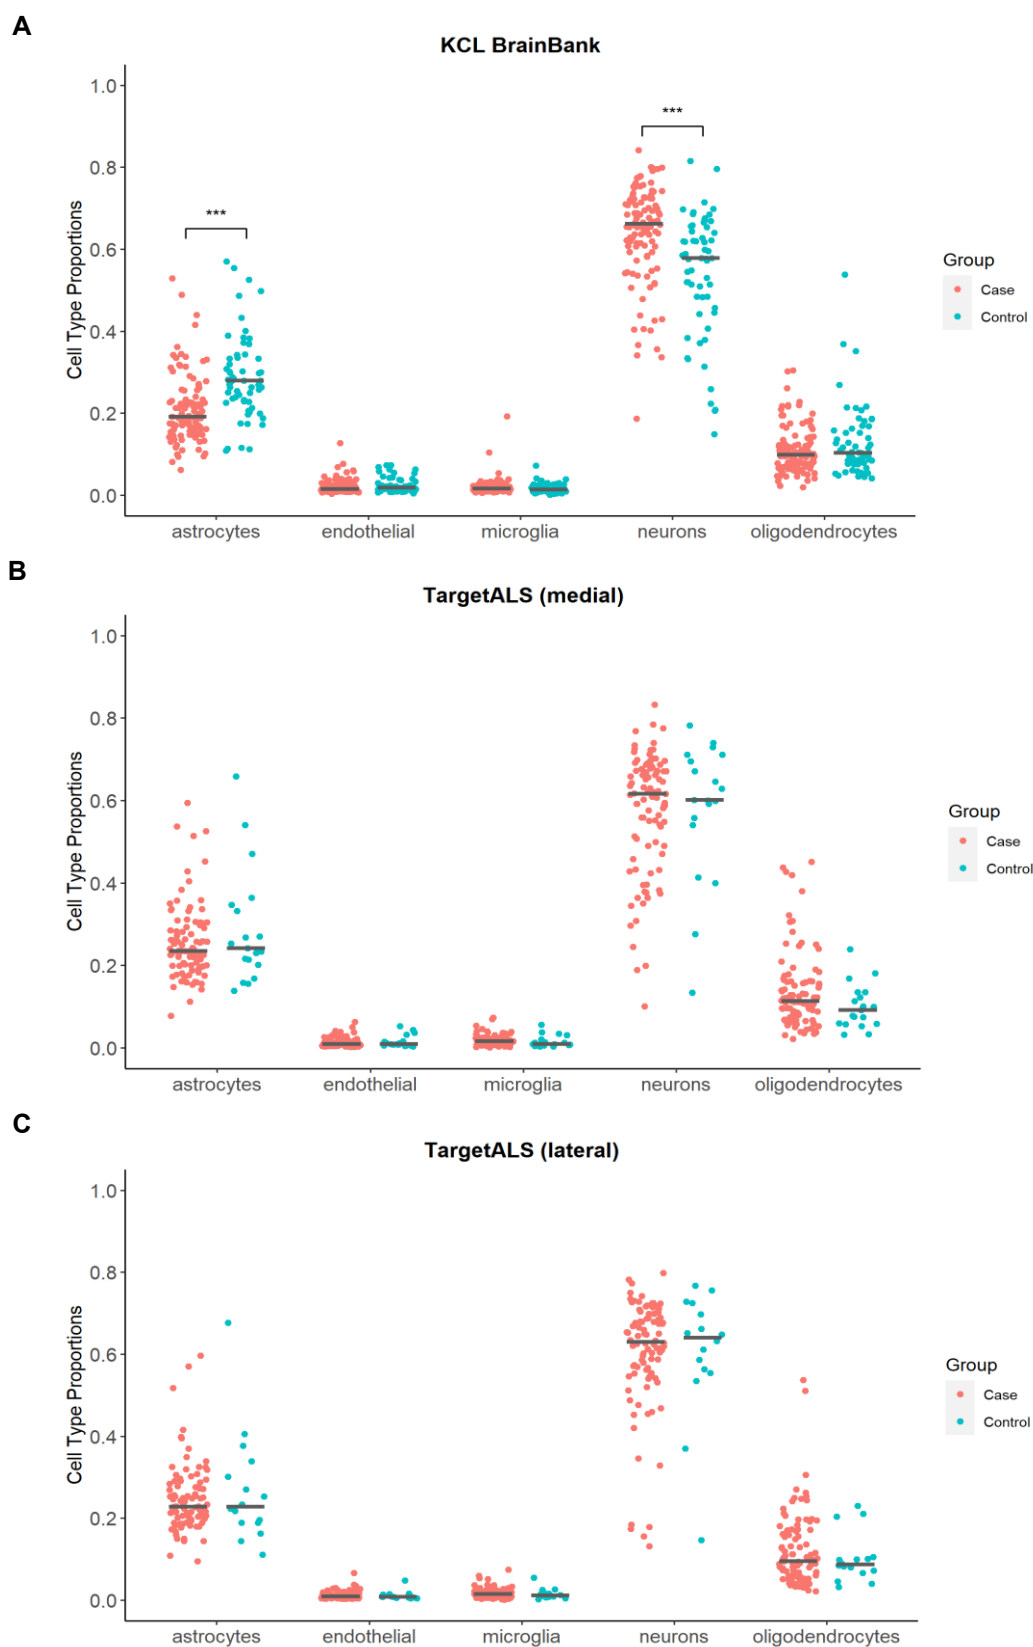 A
KCL BrainBank
Cell Type Proportions
1.0
0.8
0.6
0.4
0.2
0.0
***
***
astrocytes endothelial microglia neurons oligodendrocytes
Group
Case
Control
B
TargetALS (medial)
Cell Type Proportions
1.0
0.8
0.6
0.4
0.2
0.0
astrocytes endothelial microglia neurons oligodendrocytes
Group
Case
Control
C
TargetALS (lateral)
Cell Type Proportions
1.0
0.8
0.6
0.4
0.2
0.0
astrocytes endothelial microglia neurons oligodendrocytes
Group
Case
Control